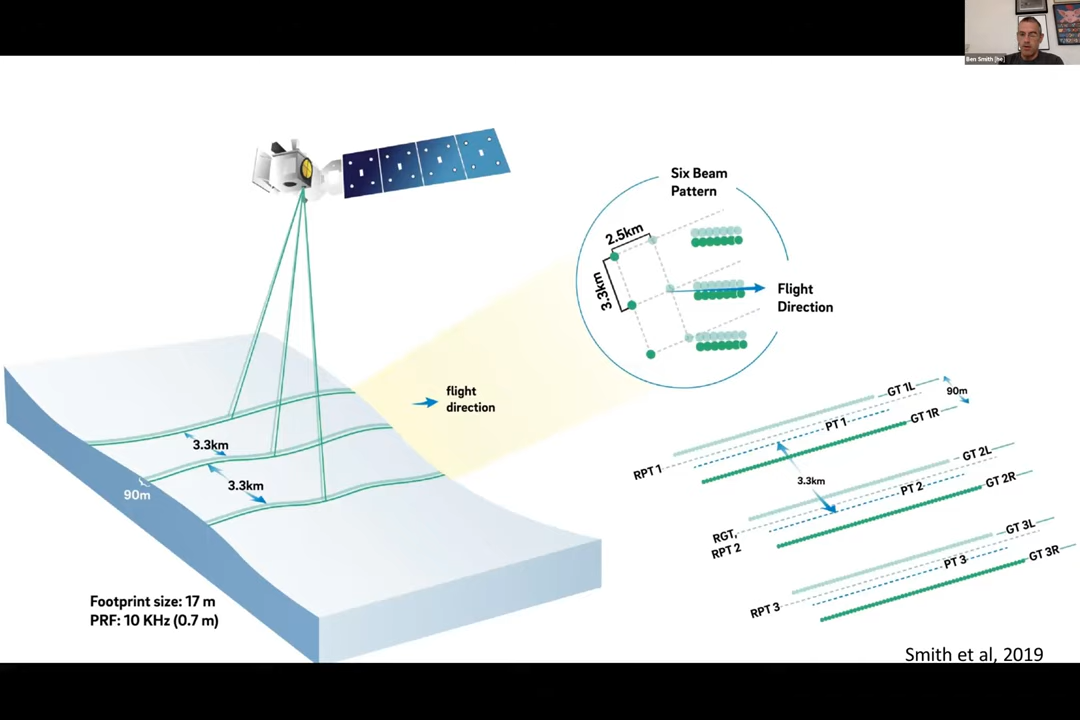 Ben Smith [he]
Six Beam
Pattern
2.5km
3.3km
Flight
Direction
flight
direction
3.3km
3.3km
90m
GT 1L
90m
PT 1
GT 1R
RPT 1
3.3km
GT 2L
PT 2
GT 2R
RGT,
RPT 2
GT 3L
PT 3
GT 3R
RPT 3
Footprint size: 17 m
PRF: 10 KHz (0.7 m)
Smith et al, 2019